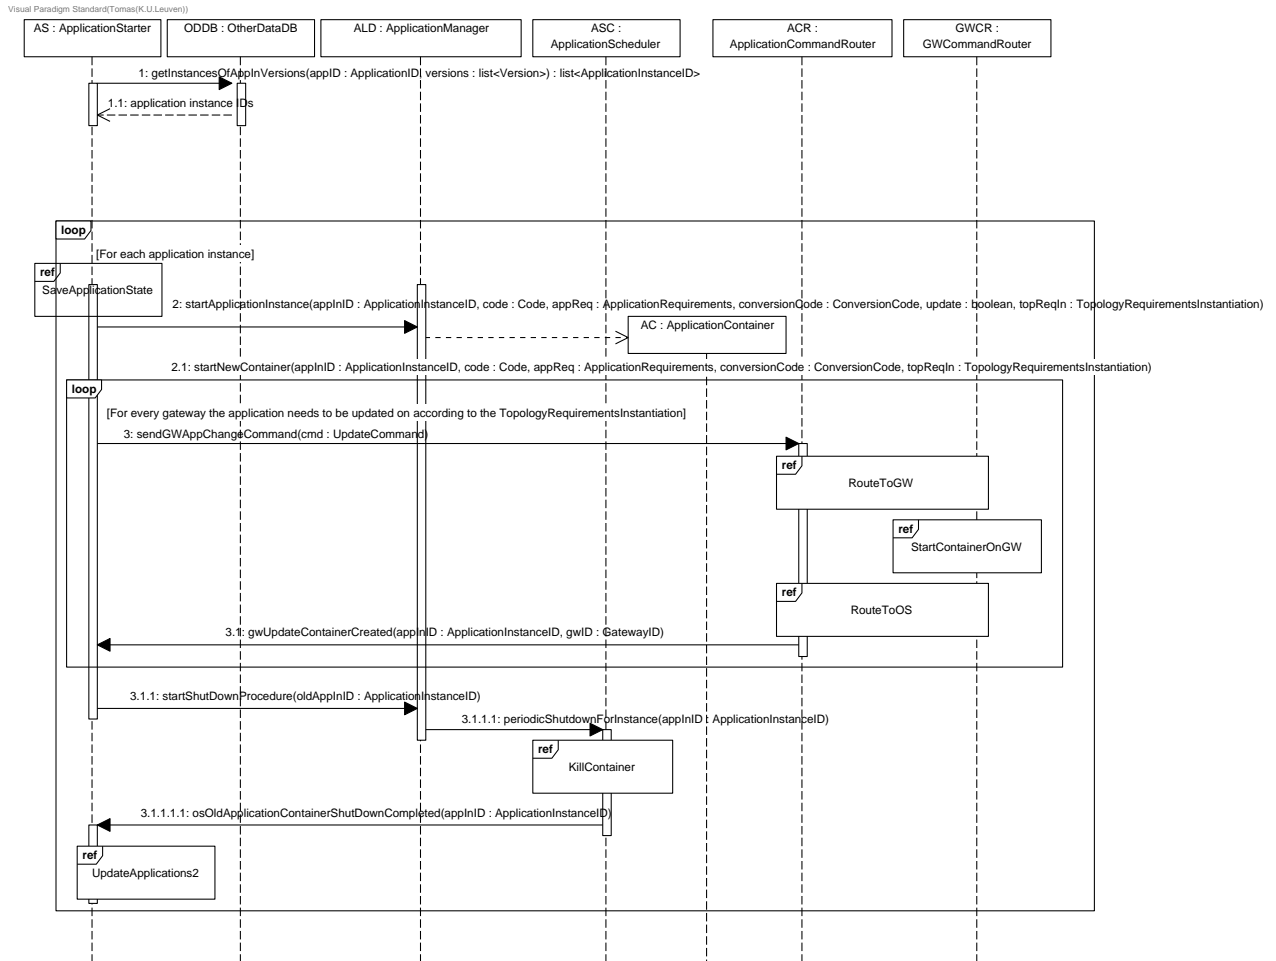 Visual Paradigm Standard(Tomas(K.U.Leuven))
AS : ApplicationStarter
ODDB : OtherDataDB
ALD : ApplicationManager
ASC :
ApplicationScheduler
ACR :
ApplicationCommandRouter
GWCR :
GWCommandRouter
1: getInstancesOfAppInVersions(appID : ApplicationID, versions : list<Version>) : list<ApplicationInstanceID>
1.1: application instance IDs
loop
[For each application instance]
ref
SaveApplicationState
2: startApplicationInstance(appInID : ApplicationInstanceID, code : Code, appReq : ApplicationRequirements, conversionCode : ConversionCode, update : boolean, topReqIn : TopologyRequirementsInstantiation)
AC : ApplicationContainer
2.1: startNewContainer(appInID : ApplicationInstanceID, code : Code, appReq : ApplicationRequirements, conversionCode : ConversionCode, topReqIn : TopologyRequirementsInstantiation)
loop
[For every gateway the application needs to be updated on according to the TopologyRequirementsInstantiation]
3: sendGWAppChangeCommand(cmd : UpdateCommand)
ref
RouteToGW
ref
StartContainerOnGW
ref
RouteToOS
3.1: gwUpdateContainerCreated(appInID : ApplicationInstanceID, gwID : GatewayID)
3.1.1: startShutDownProcedure(oldAppInID : ApplicationInstanceID)
3.1.1.1: periodicShutdownForInstance(appInID : ApplicationInstanceID)
ref
KillContainer
3.1.1.1.1: osOldApplicationContainerShutDownCompleted(appInID : ApplicationInstanceID)
ref
UpdateApplications2